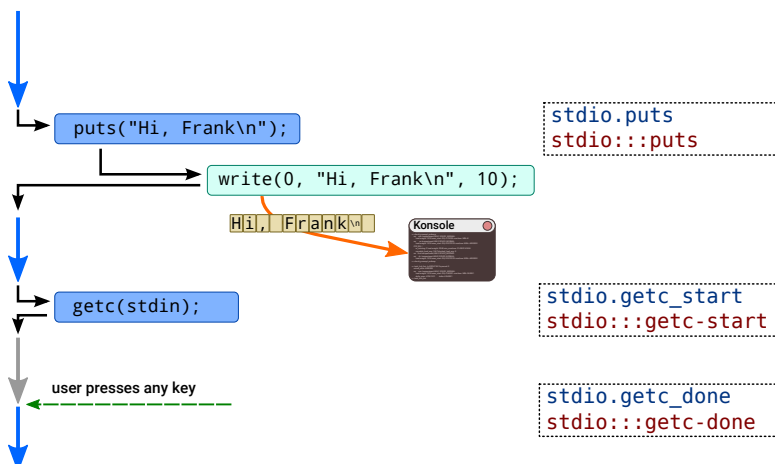 puts("Hi, Frank\n");
stdio.puts
stdio:::puts
write(0, "Hi, Frank\n", 10);
Hi, Frank\n
Konsole
getc(stdin);
stdio.getc_start
stdio:::getc-start
user presses any key
stdio.getc_done
stdio:::getc-done